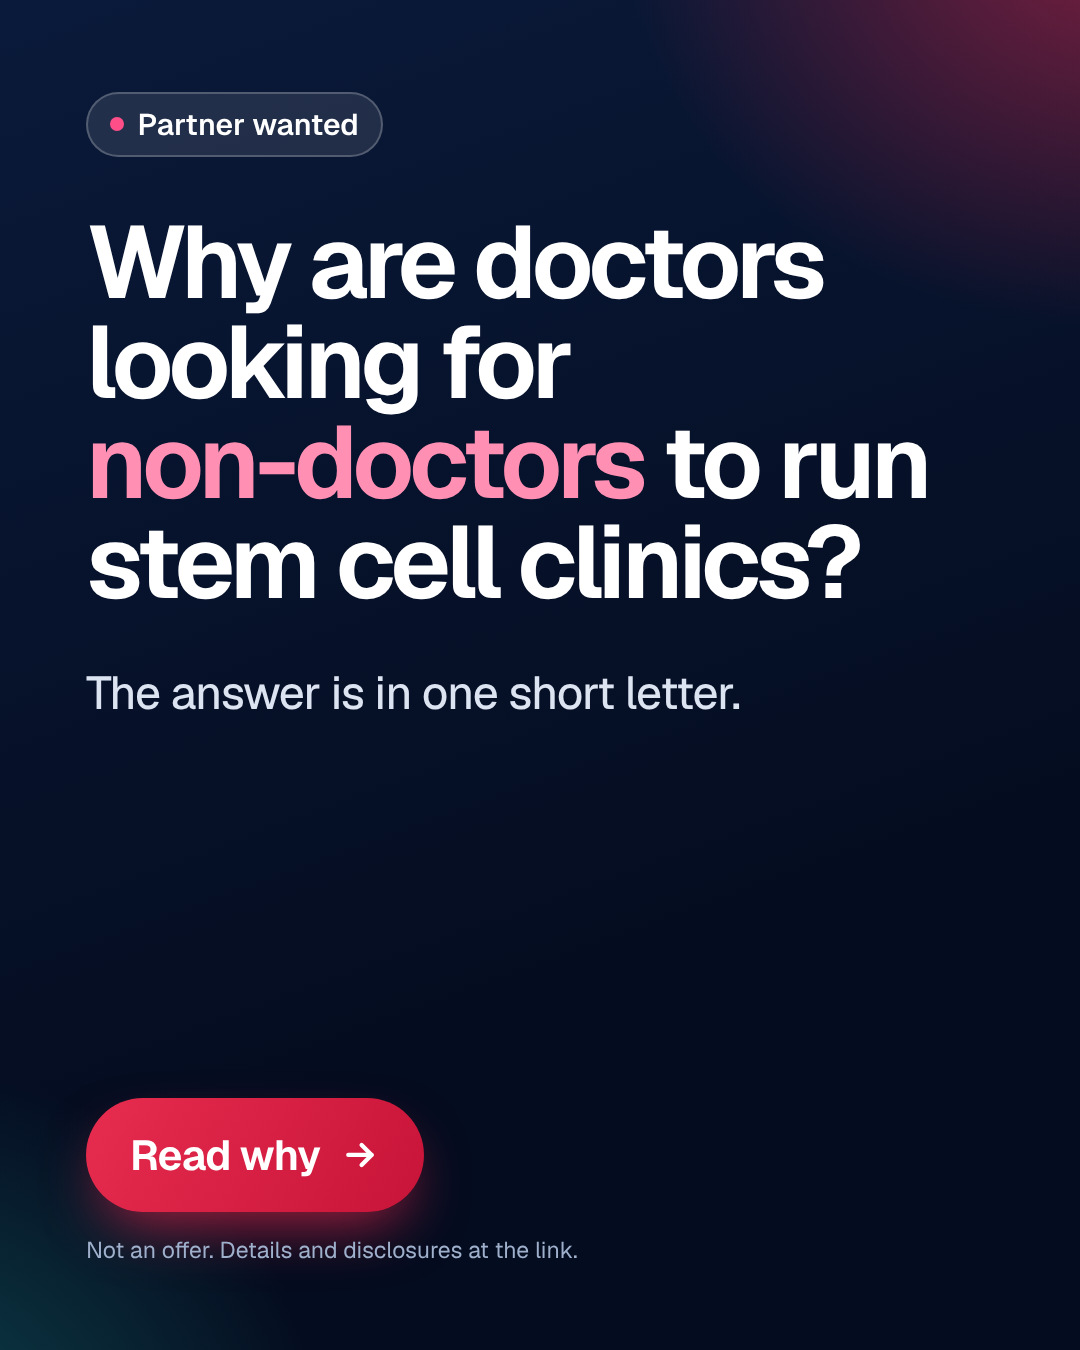 Partner wanted
Why are doctors
looking for
non-doctors to run
stem cell clinics?
The answer is in one short letter.
Read why →
Not an offer. Details and disclosures at the link.